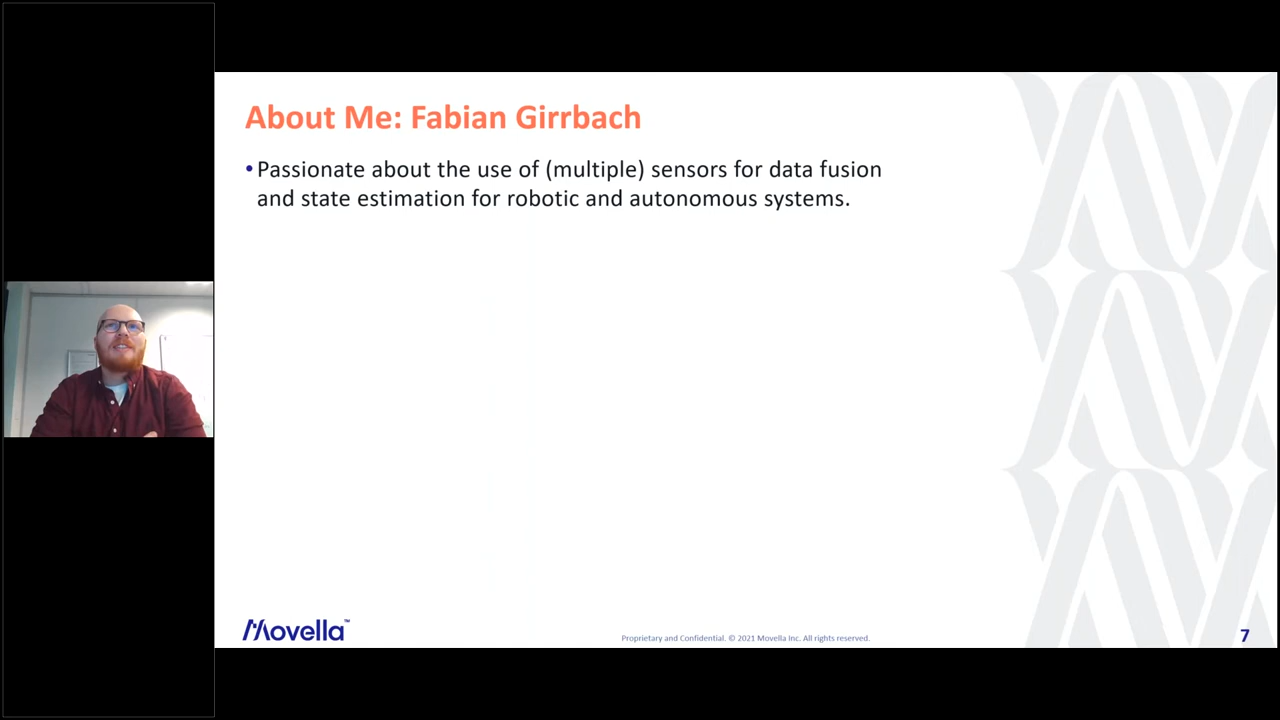 About Me: Fabian Girrbach
•Passionate about the use of (multiple) sensors for data fusion
and state estimation for robotic and autonomous systems.
Movella™
Proprietary and Confidential. © 2021 Movella Inc. All rights reserved.
7